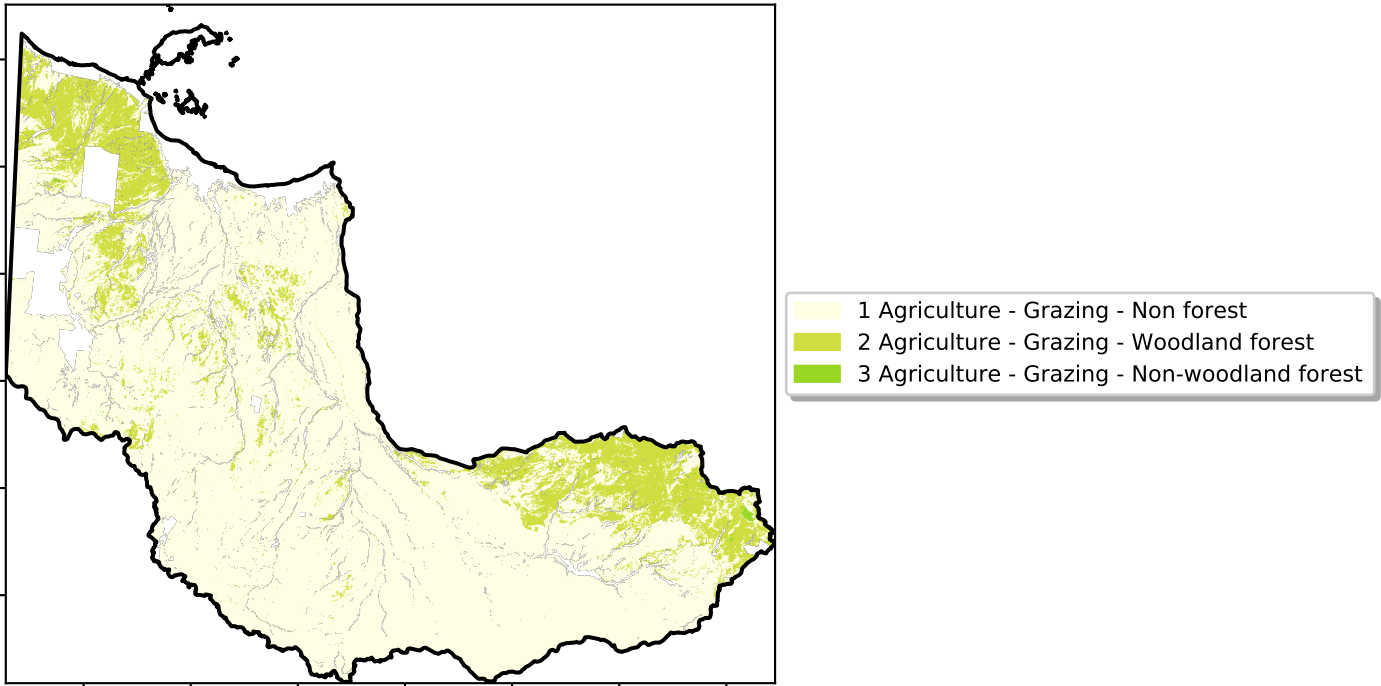 1 Agriculture - Grazing - Non forest
2 Agriculture - Grazing - Woodland forest
3 Agriculture - Grazing - Non-woodland forest